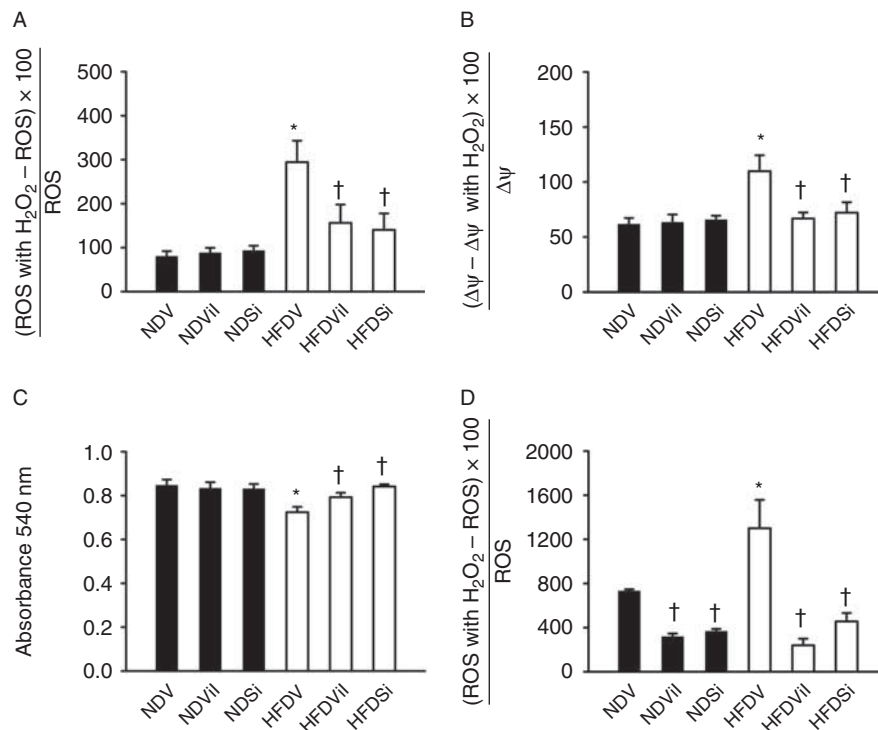 A
(ROS with H₂O₂ – ROS) × 100
ROS
500
400
300
200
100
0
*
†
†
NDV
NDVil
NDSi
HFDV
HFDVil
HFDSi
B
(Δψ – Δψ with H₂O₂) × 100
Δψ
200
150
100
50
0
*
†
†
NDV
NDVil
NDSi
HFDV
HFDVil
HFDSi
C
Absorbance 540 nm
1.0
0.8
0.6
0.4
0.2
0.0
*
†
†
NDV
NDVil
NDSi
HFDV
HFDVil
HFDSi
D
(ROS with H₂O₂ – ROS) × 100
ROS
2000
1600
1200
800
400
0
†
†
*
†
†
NDV
NDVil
NDSi
HFDV
HFDVil
HFDSi